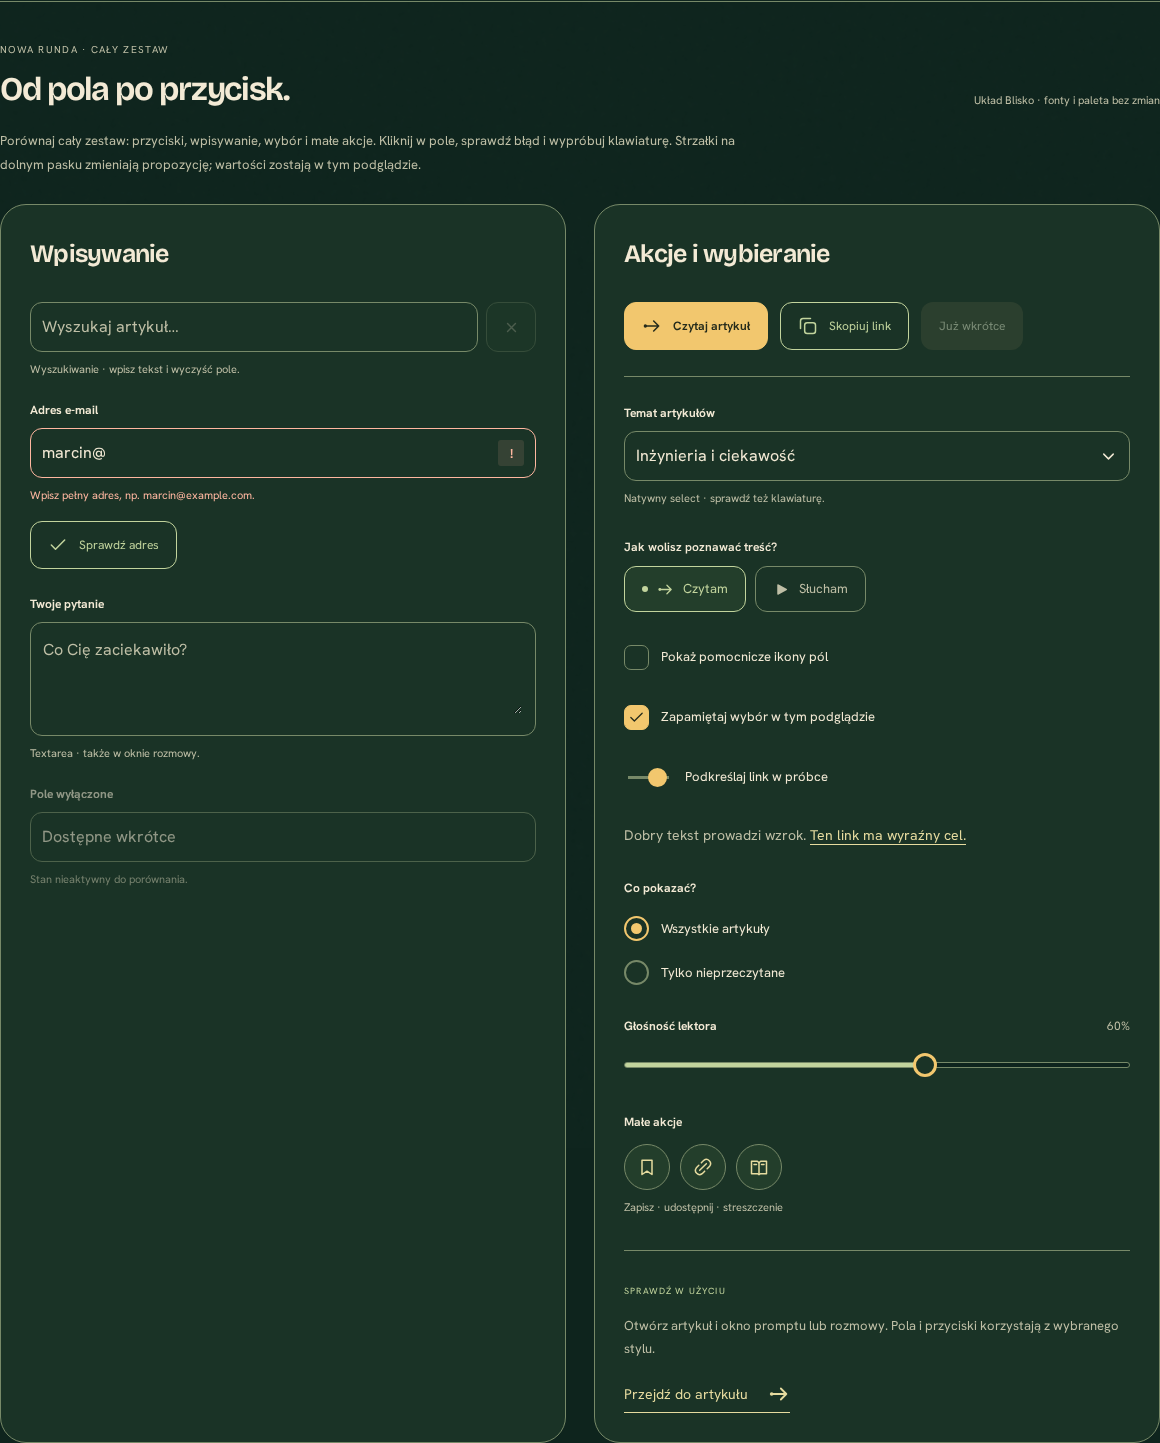 NOWA RUNDA · CAŁY ZESTAW
Od pola po przycisk.
Układ Blisko · fonty i paleta bez zmian
Porównaj cały zestaw: przyciski, wpisywanie, wybór i małe akcje. Kliknij w pole, sprawdź błąd i wypróbuj klawiaturę. Strzałki na
dolnym pasku zmieniają propozycję; wartości zostają w tym podglądzie.
Wpisywanie
Wyszukaj artykuł…
Wyszukiwanie · wpisz tekst i wyczyść pole.
Adres e-mail
marcin@
!
Wpisz pełny adres, np. marcin@example.com.
Sprawdź adres
Twoje pytanie
Co Cię zaciekawiło?
Textarea · także w oknie rozmowy.
Pole wyłączone
Dostępne wkrótce
Stan nieaktywny do porównania.
Akcje i wybieranie
Czytaj artykuł
Skopiuj link
Już wkrótce
Temat artykułów
Inżynieria i ciekawość
Natywny select · sprawdź też klawiaturę.
Jak wolisz poznawać treść?
Czytam
Słucham
Pokaż pomocnicze ikony pól
Zapamiętaj wybór w tym podglądzie
Podkreślaj link w próbce
Dobry tekst prowadzi wzrok. Ten link ma wyraźny cel.
Co pokazać?
Wszystkie artykuły
Tylko nieprzeczytane
Głośność lektora
60%
Małe akcje
Zapisz · udostępnij · streszczenie
SPRAWDŹ W UŻYCIU
Otwórz artykuł i okno promptu lub rozmowy. Pola i przyciski korzystają z wybranego
stylu.
Przejdź do artykułu